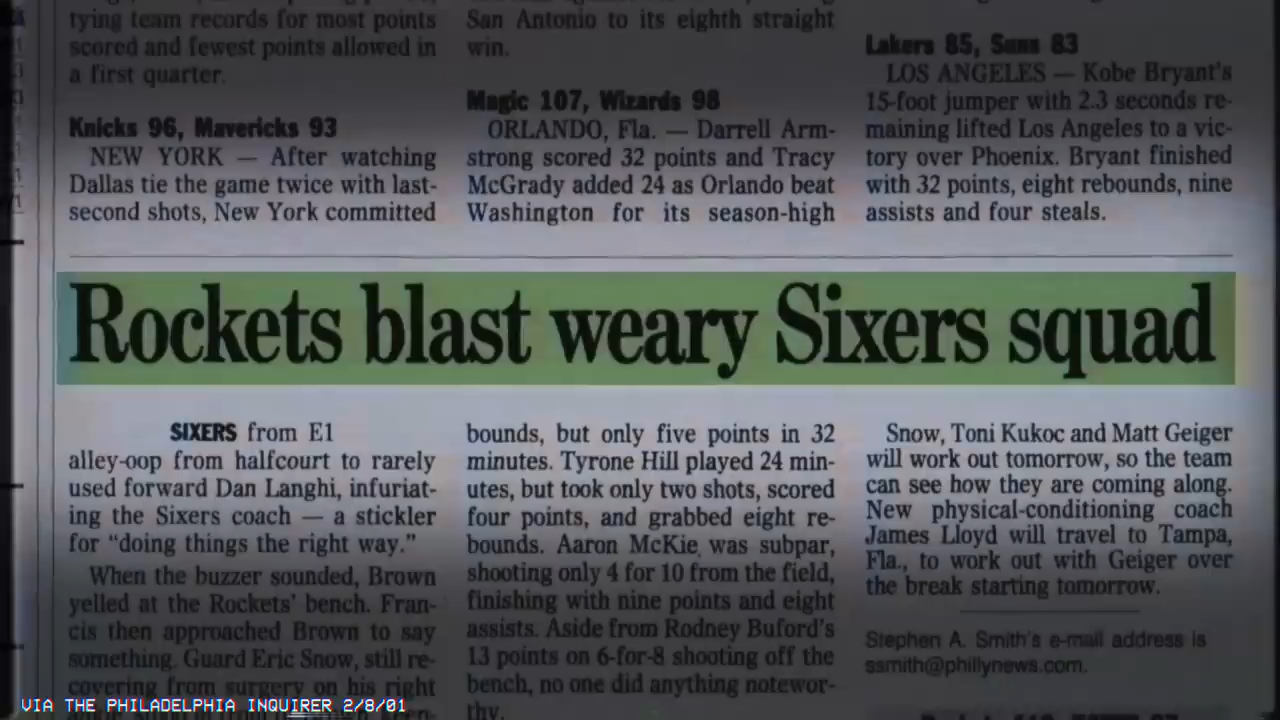 tying team records for most points
scored and fewest points allowed in
a first quarter.
Knicks 96, Mavericks 93
NEW YORK — After watching
Dallas tie the game twice with last-
second shots, New York committed
San Antonio to its eighth straight
win.
Magic 107, Wizards 98
ORLANDO, Fla. — Darrell Arm-
strong scored 32 points and Tracy
McGrady added 24 as Orlando beat
Washington for its season-high
Lakers 85, Suns 83
LOS ANGELES — Kobe Bryant's
15-foot jumper with 2.3 seconds re-
maining lifted Los Angeles to a vic-
tory over Phoenix. Bryant finished
with 32 points, eight rebounds, nine
assists and four steals.
Rockets blast weary Sixers squad
SIXERS from E1
alley-oop from halfcourt to rarely
used forward Dan Langhi, infuriat-
ing the Sixers coach — a stickler
for “doing things the right way.”
When the buzzer sounded, Brown
yelled at the Rockets' bench. Fran-
cis then approached Brown to say
something. Guard Eric Snow, still re-
covering from surgery on his right
bounds, but only five points in 32
minutes. Tyrone Hill played 24 min-
utes, but took only two shots, scored
four points, and grabbed eight re-
bounds. Aaron McKie was subpar,
shooting only 4 for 10 from the field,
finishing with nine points and eight
assists. Aside from Rodney Buford's
13 points on 6-for-8 shooting off the
bench, no one did anything notewor-
thy.
Snow, Toni Kukoc and Matt Geiger
will work out tomorrow, so the team
can see how they are coming along.
New physical-conditioning coach
James Lloyd will travel to Tampa,
Fla., to work out with Geiger over
the break starting tomorrow.
Stephen A. Smith's e-mail address is
ssmith@phillynews.com.
VIA THE PHILADELPHIA INQUIRER 2/8/01